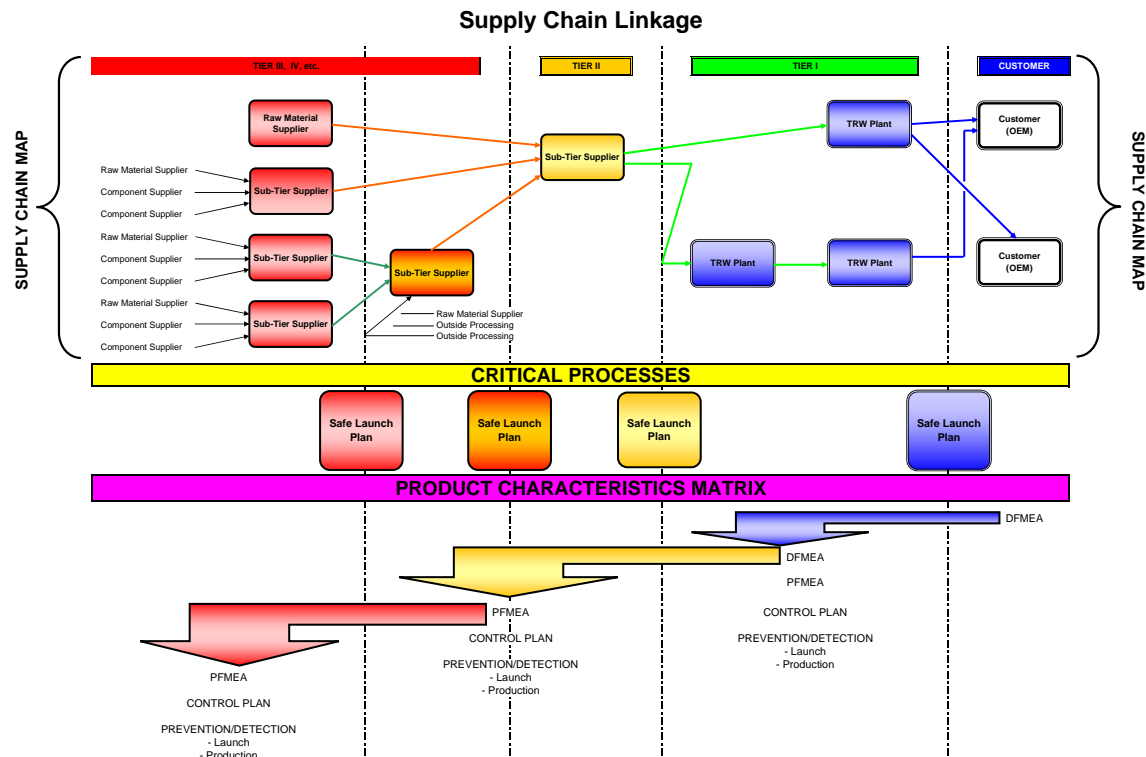 Supply Chain Linkage
TIER III, IV, etc.
TIER II
TIER I
CUSTOMER
SUPPLY CHAIN MAP
SUPPLY CHAIN MAP
Raw Material
Supplier
TRW Plant
Customer
(OEM)
Sub-Tier Supplier
Raw Material Supplier
Component Supplier
Component Supplier
Sub-Tier Supplier
Raw Material Supplier
Component Supplier
Component Supplier
Sub-Tier Supplier
Sub-Tier Supplier
TRW Plant
TRW Plant
Customer
(OEM)
Raw Material Supplier
Component Supplier
Component Supplier
Sub-Tier Supplier
Raw Material Supplier
Outside Processing
Outside Processing
CRITICAL PROCESSES
Safe Launch
Plan
Safe Launch
Plan
Safe Launch
Plan
Safe Launch
Plan
PRODUCT CHARACTERISTICS MATRIX
DFMEA
DFMEA
PFMEA
CONTROL PLAN
PREVENTION/DETECTION
- Launch
- Production
PFMEA
CONTROL PLAN
PREVENTION/DETECTION
- Launch
- Production
PFMEA
CONTROL PLAN
PREVENTION/DETECTION
- Launch
- Production